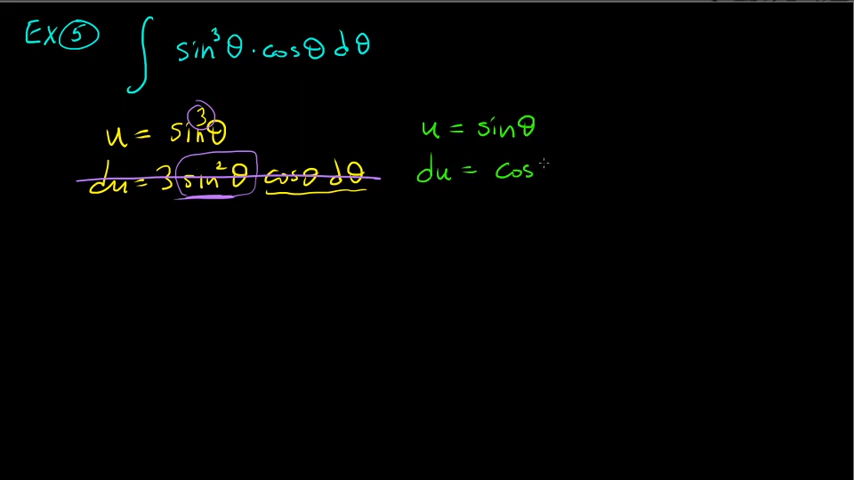 Ex 5 ∫ sin³θ · cosθ dθ
u = sin³θ
du = 3 sin²θ cosθ dθ
u = sinθ
du = cos